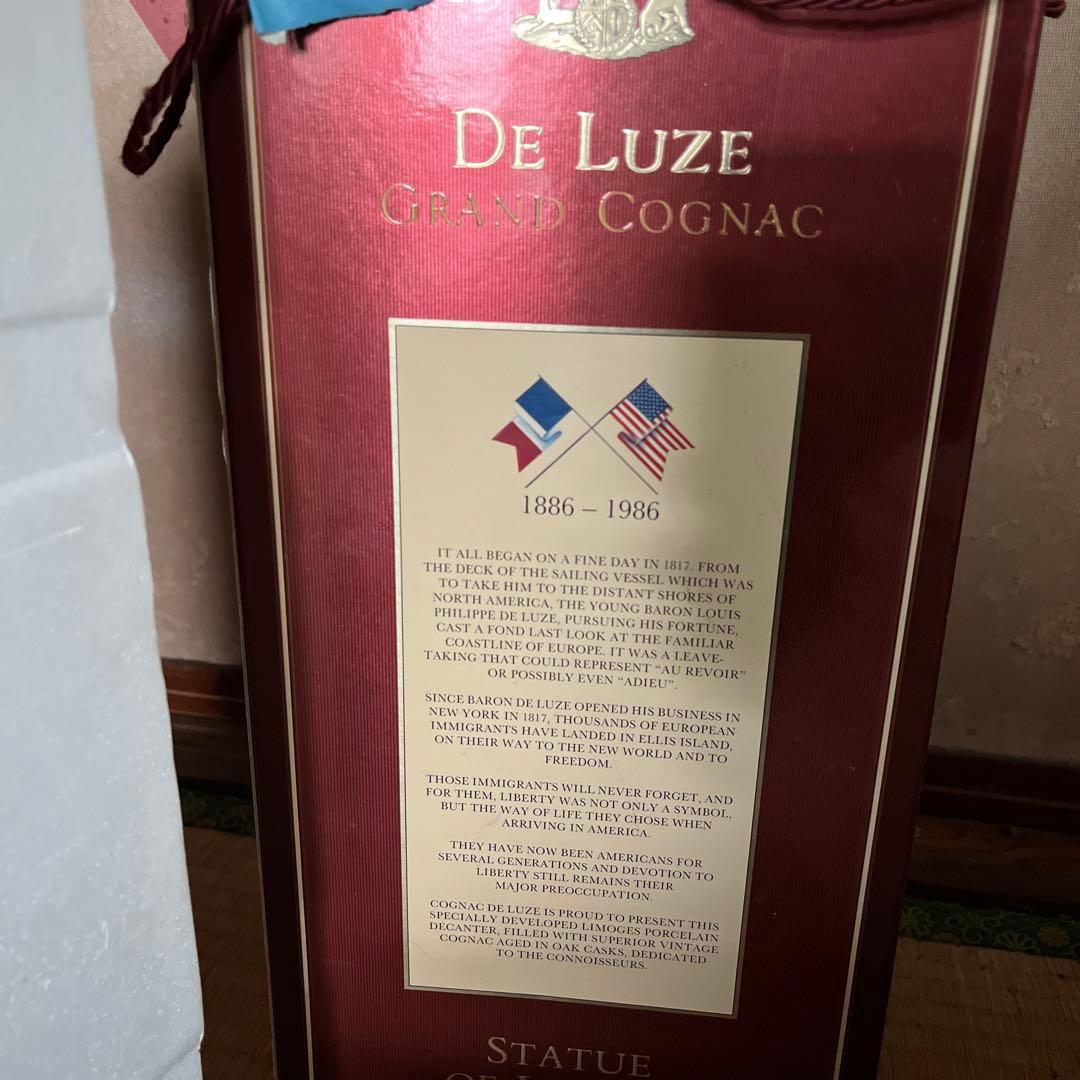 DE LUZE
GRAND COGNAC
1886 – 1986
IT ALL BEGAN ON A FINE DAY IN 1817. FROM
THE DECK OF THE SAILING VESSEL WHICH WAS
TO TAKE HIM TO THE DISTANT SHORES OF
NORTH AMERICA, THE YOUNG BARON LOUIS
PHILIPPE DE LUZE, PURSUING HIS FORTUNE,
CAST A FOND LAST LOOK AT THE FAMILIAR
COASTLINE OF EUROPE. IT WAS A LEAVE-
TAKING THAT COULD REPRESENT “AU REVOIR”
OR POSSIBLY EVEN “ADIEU”.
SINCE BARON DE LUZE OPENED HIS BUSINESS IN
NEW YORK IN 1817, THOUSANDS OF EUROPEAN
IMMIGRANTS HAVE LANDED IN ELLIS ISLAND,
ON THEIR WAY TO THE NEW WORLD AND TO
FREEDOM.
THOSE IMMIGRANTS WILL NEVER FORGET, AND
FOR THEM, LIBERTY WAS NOT ONLY A SYMBOL,
BUT THE WAY OF LIFE THEY CHOSE WHEN
ARRIVING IN AMERICA.
THEY HAVE NOW BEEN AMERICANS FOR
SEVERAL GENERATIONS AND DEVOTION TO
LIBERTY STILL REMAINS THEIR
MAJOR PREOCCUPATION.
COGNAC DE LUZE IS PROUD TO PRESENT THIS
SPECIALLY DEVELOPED LIMOGES PORCELAIN
DECANTER, FILLED WITH SUPERIOR VINTAGE
COGNAC AGED IN OAK CASKS, DEDICATED
TO THE CONNOISSEURS.
STATUE
OF